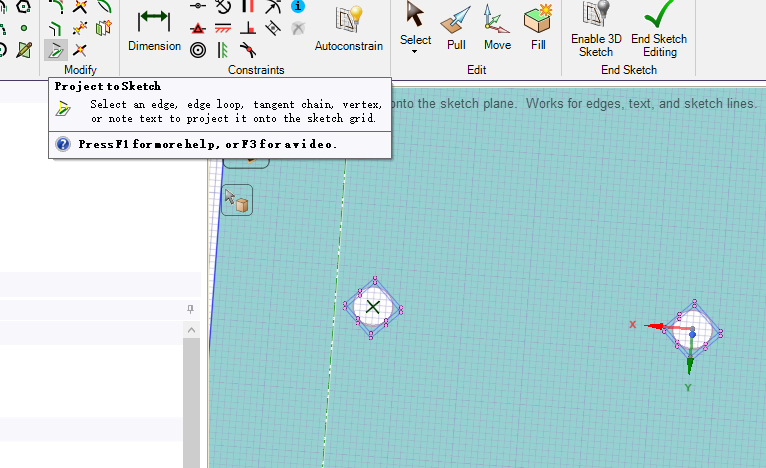 Dimension
Autoconstrain
Select
Pull
Move
Fill
Enable 3D
Sketch
End Sketch
Editing
Modify
Constraints
Edit
End Sketch
Project to Sketch
Select an edge, edge loop, tangent chain, vertex,
or note text to project it onto the sketch grid.
Press F1 for more help, or F3 for a video.
onto the sketch plane. Works for edges, text, and sketch lines.
X
Y